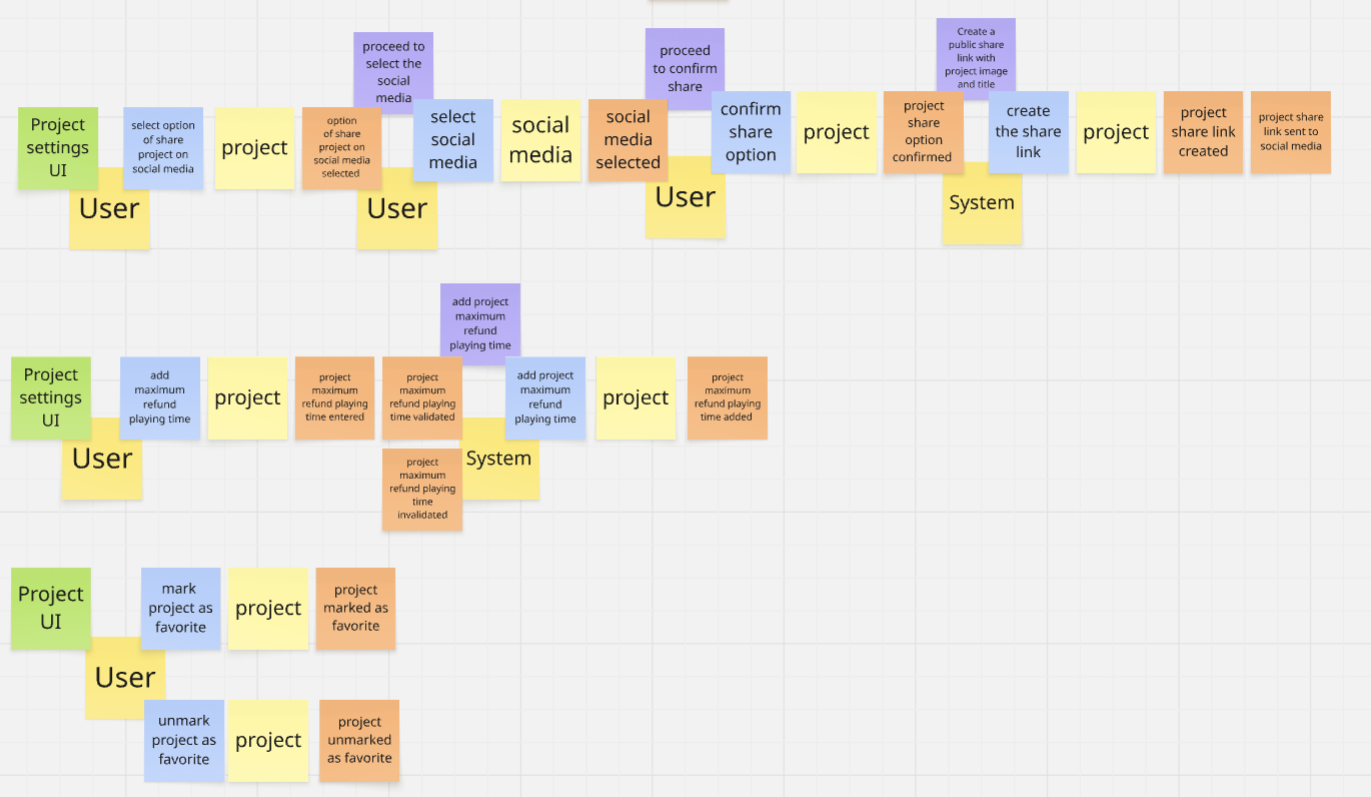 proceed to
select the
social
media
proceed
to confirm
share
Create a
public share
link with
project image
and title
Project
settings
UI
select option
of share
project on
social media
project
option
of share
project on
social media
selected
select
social
media
social
media
social
media
selected
confirm
share
option
project
project
share
option
confirmed
create
the share
link
project
project
share link
created
project share
link sent to
social media
User
User
User
System
add project
maximum
refund
playing time
Project
settings
UI
add
maximum
refund
playing time
project
project
maximum
refund playing
time entered
project
maximum
refund playing
time validated
add project
maximum
refund
playing time
project
project
maximum
refund playing
time added
User
project
maximum
refund playing
time
invalidated
System
Project
UI
mark
project as
favorite
project
project
marked as
favorite
User
unmark
project as
favorite
project
project
unmarked
as favorite